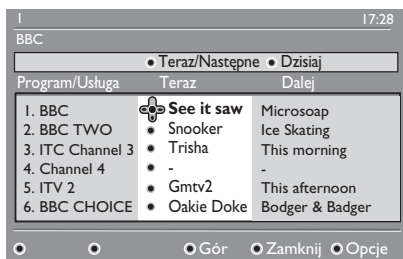 1 17:28
BBC
Teraz/Następne Dzisiaj
Program/Usługa Teraz Dalej
1. BBC See it saw Microsoap
2. BBC TWO Snooker Ice Skating
3. ITC Channel 3 Trisha This morning
4. Channel 4 - -
5. ITV 2 Gmtv2 This afternoon
6. BBC CHOICE Oakie Doke Bodger & Badger
Gór Zamknij Opcje